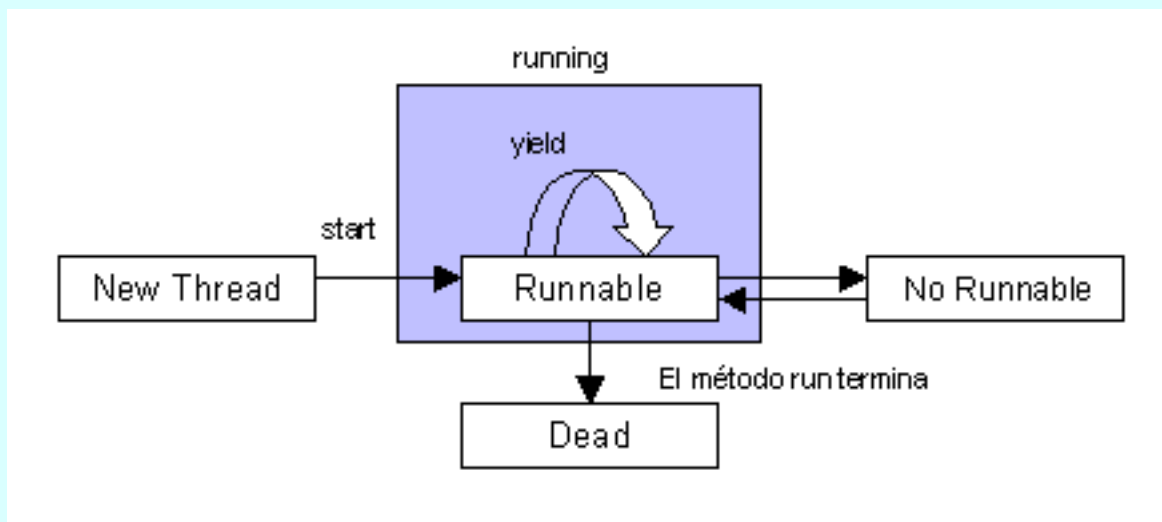 running
yield
start
New Thread
Runnable
No Runnable
El método run termina
Dead